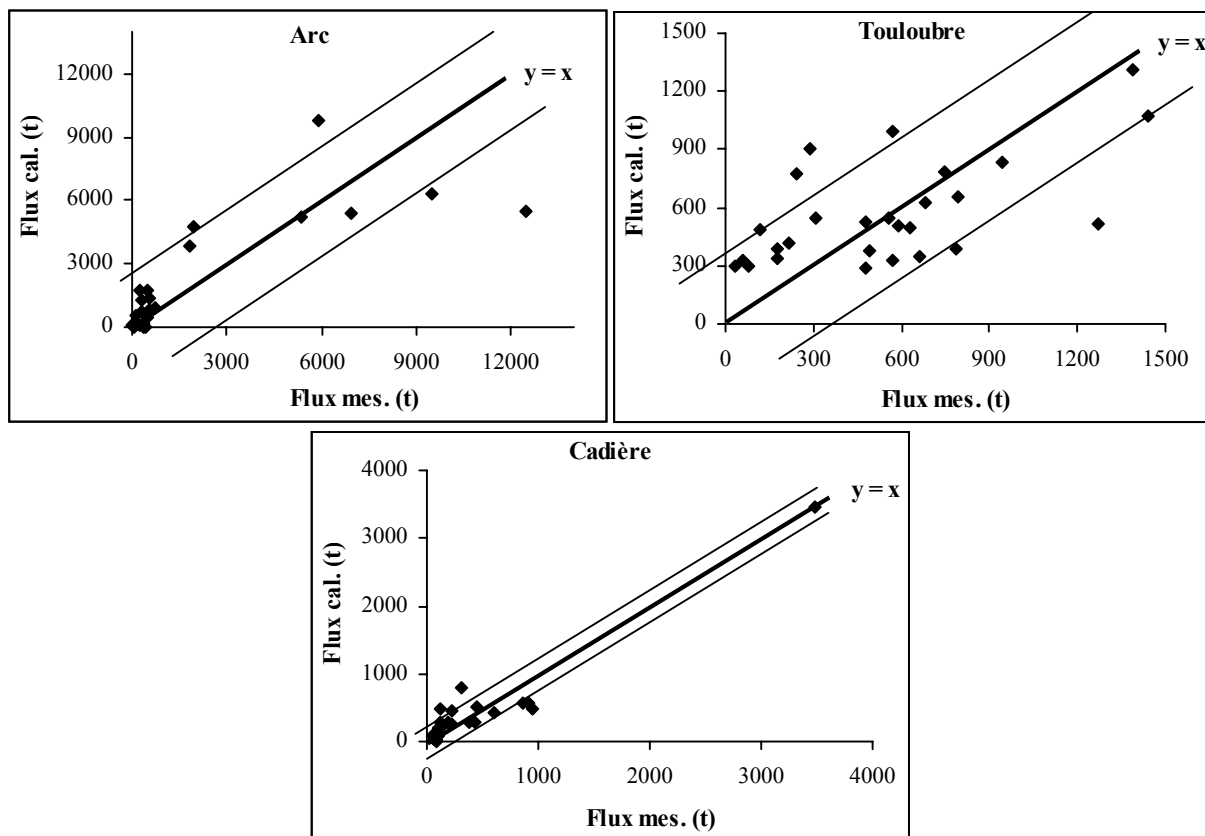 Arc
y = x
12000
9000
6000
3000
0
Flux cal. (t)
0 3000 6000 9000 12000
Flux mes. (t)
Touloubre
y = x
1500
1200
900
600
300
0
Flux cal. (t)
0 300 600 900 1200 1500
Flux mes. (t)
Cadière
y = x
4000
3000
2000
1000
0
Flux cal. (t)
0 1000 2000 3000 4000
Flux mes. (t)